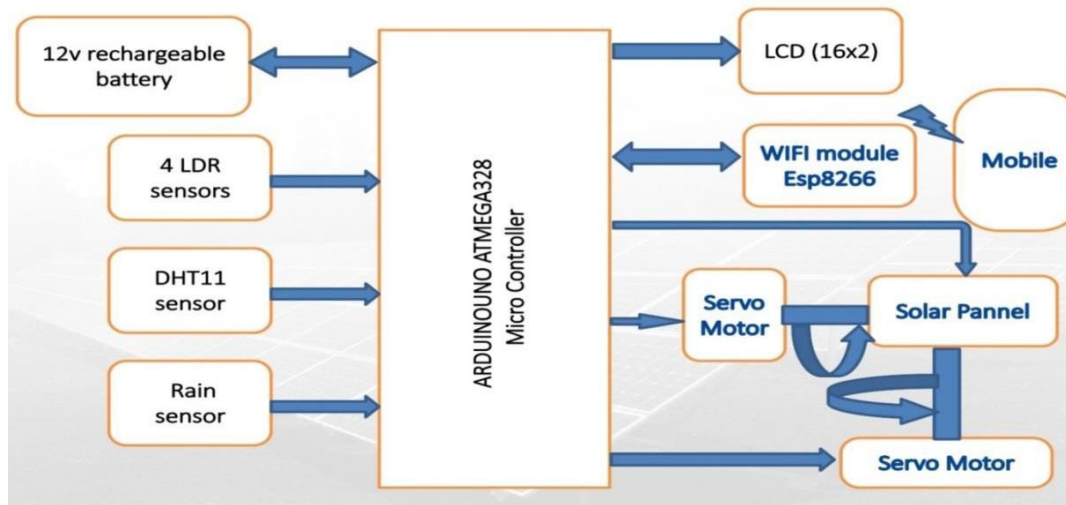 12v rechargeable
battery
4 LDR
sensors
DHT11
sensor
Rain
sensor
ARDUINOUNO ATMEGA328
Micro Controller
LCD (16x2)
WIFI module
Esp8266
Mobile
Servo
Motor
Solar Pannel
Servo Motor